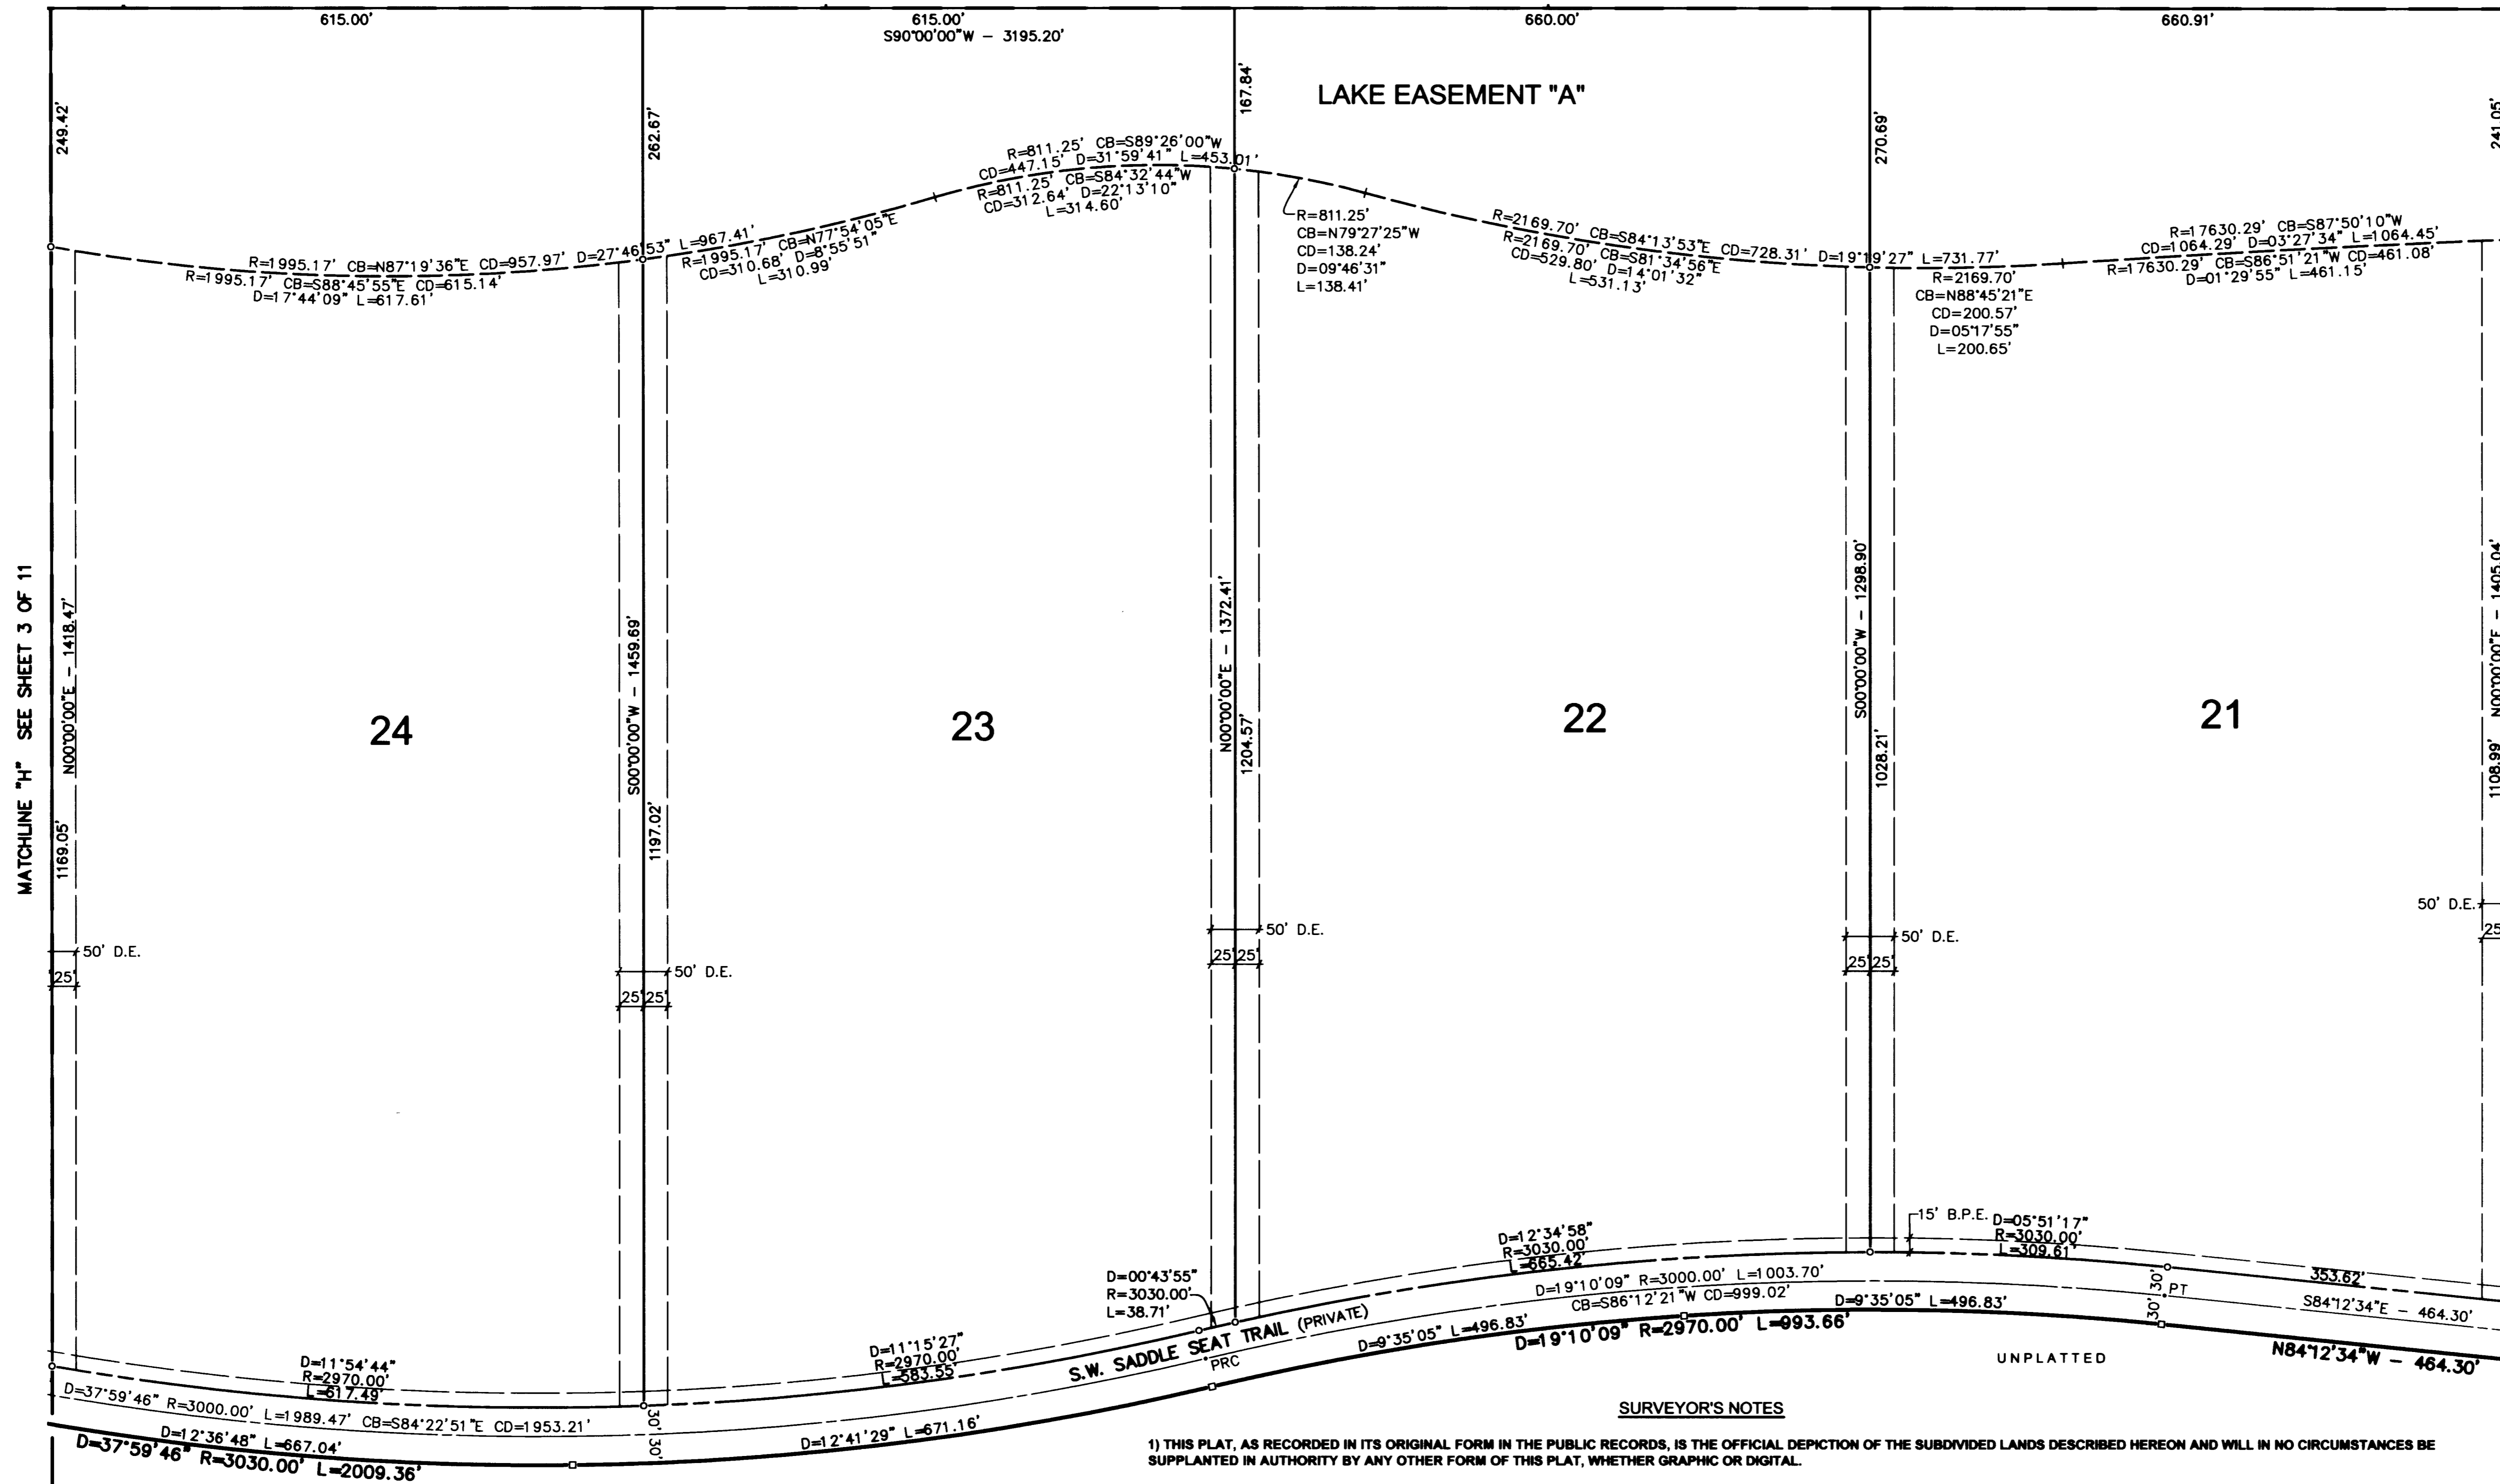 615.00'
615.00'
660.00'
660.91'
S90°00'00"W – 3195.20'
LAKE EASEMENT "A"
249.42'
262.67'
167.84'
270.69'
241.05'
R=1995.17' CB=N87°19'36"E CD=957.97' D=27°46'53" L=967.41'
R=1995.17' CB=S88°45'55"E CD=615.14'
D=17°44'09" L=617.61'
R=1995.17' CB=N77°54'05"E
CD=310.68' D=8°55'51"
L=310.99'
R=811.25' CB=S89°26'00"W
CD=447.15' D=31°59'41" L=453.01'
R=811.25' CB=S84°32'44"W
CD=312.64' D=22°13'10"
L=314.60'
R=811.25'
CB=N79°27'25"W
CD=138.24'
D=09°46'31"
L=138.41'
R=2169.70' CB=S84°13'53"E CD=728.31' D=19°19'27" L=731.77'
R=2169.70' CB=S81°34'56"E
CD=529.80' D=14°01'32"
L=531.13'
R=2169.70'
CB=N88°45'21"E
CD=200.57'
D=05°17'55"
L=200.65'
R=17630.29' CB=S87°50'10"W
CD=1064.29' D=03°27'34" L=1064.45'
R=17630.29' CB=S86°51'21"W CD=461.08'
D=01°29'55" L=461.15'
MATCHLINE "H" SEE SHEET 3 OF 11
N00°00'00"E – 1418.47'
1169.05'
S00°00'00"W – 1459.69'
1197.02'
N00°00'00"E – 1372.41'
1204.57'
S00°00'00"W – 1298.90'
1028.21'
N00°00'00"E – 1405.04'
1108.99'
24
23
22
21
50' D.E.
25'
50' D.E.
25' 25'
50' D.E.
25' 25'
50' D.E.
25' 25'
50' D.E.
25
15' B.P.E.
D=11°54'44"
R=2970.00'
L=617.49'
D=11°15'27"
R=2970.00'
L=583.55'
D=00°43'55"
R=3030.00'
L=38.71'
D=12°34'58"
R=3030.00'
L=665.42'
D=05°51'17"
R=3030.00'
L=309.61'
353.62'
D=37°59'46" R=3000.00' L=1989.47' CB=S84°22'51"E CD=1953.21'
30' 30'
S.W. SADDLE SEAT TRAIL (PRIVATE)
PRC
D=19°10'09" R=3000.00' L=1003.70'
CB=S86°12'21"W CD=999.02'
30' 30'
PT
S84°12'34"E – 464.30'
D=12°36'48" L=667.04'
D=37°59'46" R=3030.00' L=2009.36'
D=12°41'29" L=671.16'
D=9°35'05" L=496.83'
D=19°10'09" R=2970.00' L=993.66'
D=9°35'05" L=496.83'
N84°12'34"W – 464.30'
UNPLATTED
SURVEYOR'S NOTES
1) THIS PLAT, AS RECORDED IN ITS ORIGINAL FORM IN THE PUBLIC RECORDS, IS THE OFFICIAL DEPICTION OF THE SUBDIVIDED LANDS DESCRIBED HEREON AND WILL IN NO CIRCUMSTANCES BE
SUPPLANTED IN AUTHORITY BY ANY OTHER FORM OF THIS PLAT, WHETHER GRAPHIC OR DIGITAL.